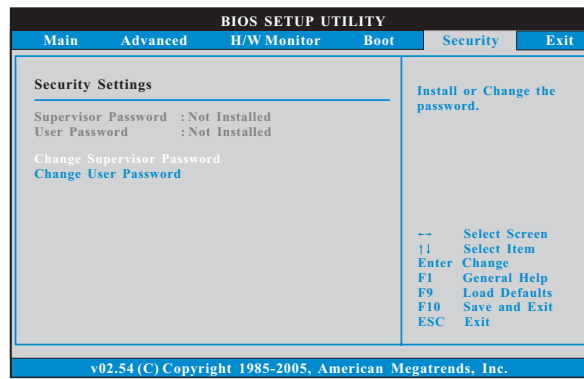 BIOS SETUP UTILITY
Main Advanced H/W Monitor Boot Security Exit
Security Settings
Supervisor Password : Not Installed
User Password : Not Installed
Change Supervisor Password
Change User Password
Install or Change the
password.
←→ Select Screen
↑↓ Select Item
Enter Change
F1 General Help
F9 Load Defaults
F10 Save and Exit
ESC Exit
v02.54 (C) Copyright 1985-2005, American Megatrends, Inc.